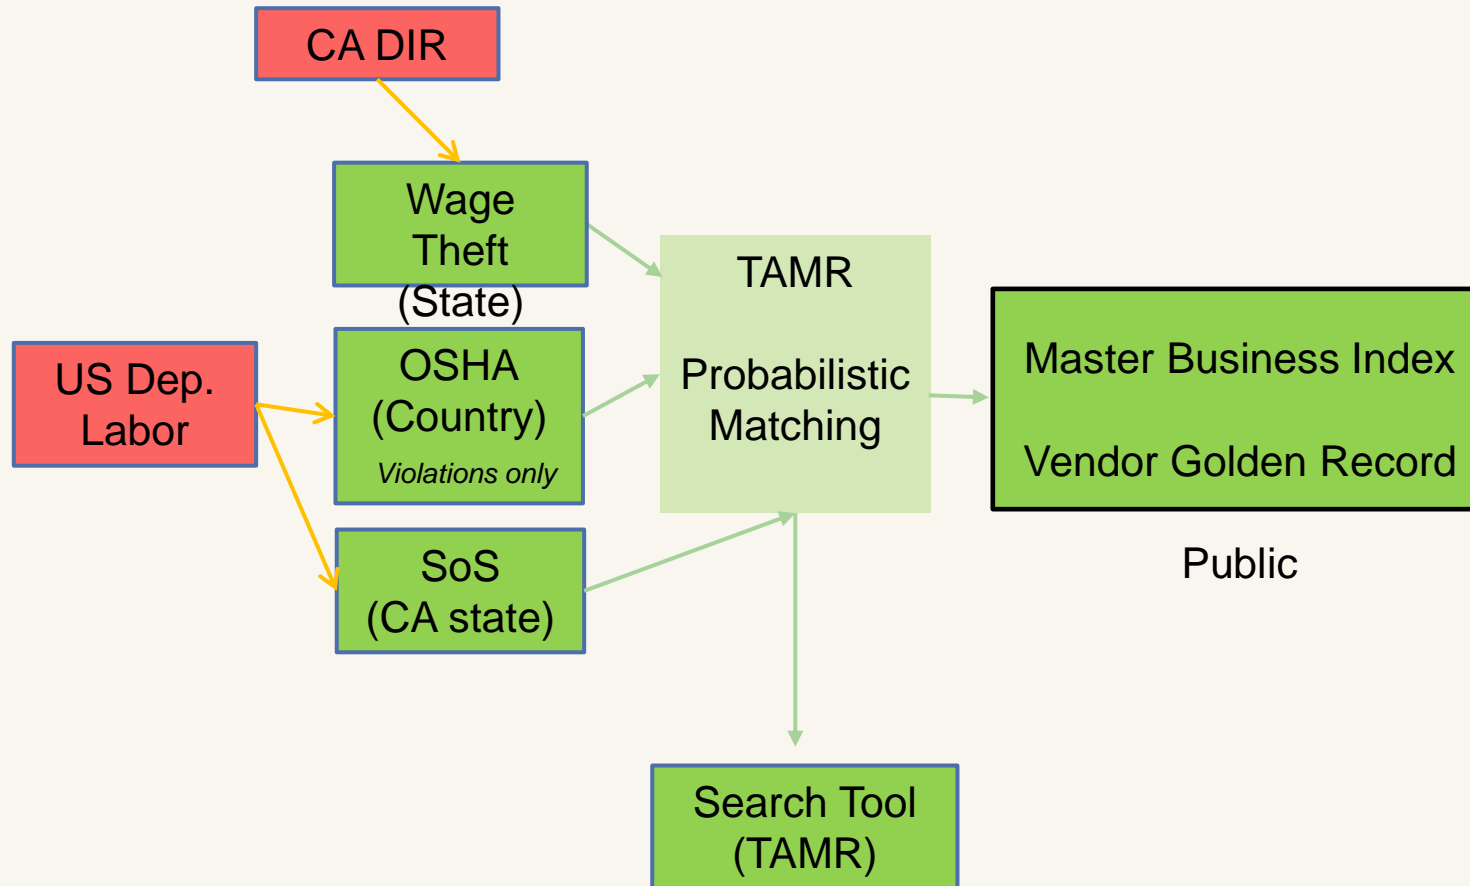 CA DIR
Wage
Theft
(State)
US Dep.
Labor
OSHA
(Country)
Violations only
SoS
(CA state)
TAMR
Probabilistic
Matching
Master Business Index
Vendor Golden Record
Public
Search Tool
(TAMR)